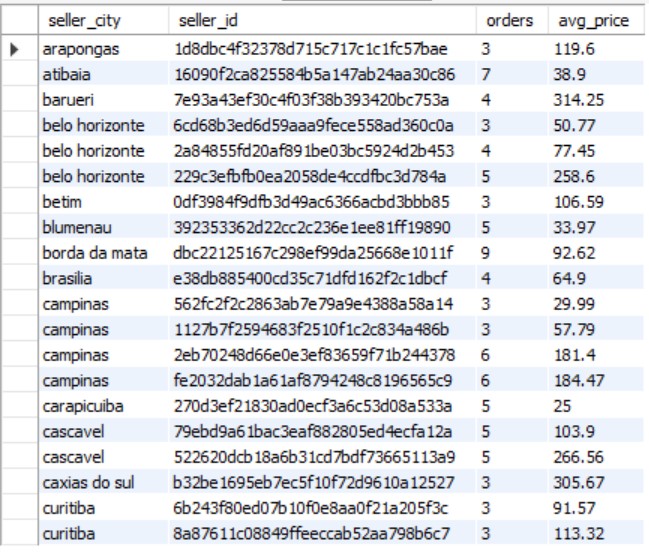 seller_city seller_id orders avg_price
arapongas 1d8dbc4f32378d715c717c1c1fc57bae 3 119.6
atibaia 16090f2ca825584b5a147ab24aa30c86 7 38.9
barueri 7e93a43ef30c4f03f38b393420bc753a 4 314.25
belo horizonte 6cd68b3ed6d59aaa9fece558ad360c0a 3 50.77
belo horizonte 2a84855fd20af891be03bc5924d2b453 4 77.45
belo horizonte 229c3efbfb0ea2058de4ccdfbc3d784a 5 258.6
betim 0df3984f9dfb3d49ac6366acbd3bbb85 3 106.59
blumenau 392353362d22cc2c236e1ee81ff19890 5 33.97
borda da mata dbc22125167c298ef99da25668e1011f 9 92.62
brasilia e38db885400cd35c71dfd162f2c1dbcf 4 64.9
campinas 562fc2f2c2863ab7e79a9e4388a58a14 3 29.99
campinas 1127b7f2594683f2510f1c2c834a486b 3 57.79
campinas 2eb70248d66e0e3ef83659f71b244378 6 181.4
campinas fe2032dab1a61af8794248c8196565c9 6 184.47
carapicuiba 270d3ef21830ad0ecf3a6c53d08a533a 5 25
cascavel 79ebd9a61bac3eaf882805ed4ecfa12a 5 103.9
cascavel 522620dcb18a6b31cd7bdf73665113a9 5 266.56
caxias do sul b32be1695eb7ec5f10f72d9610a12527 3 305.67
curitiba 6b243f80ed07b10f0e8aa0f21a205f3c 3 91.57
curitiba 8a87611c08849ffeeccab52aa798b6c7 3 113.32